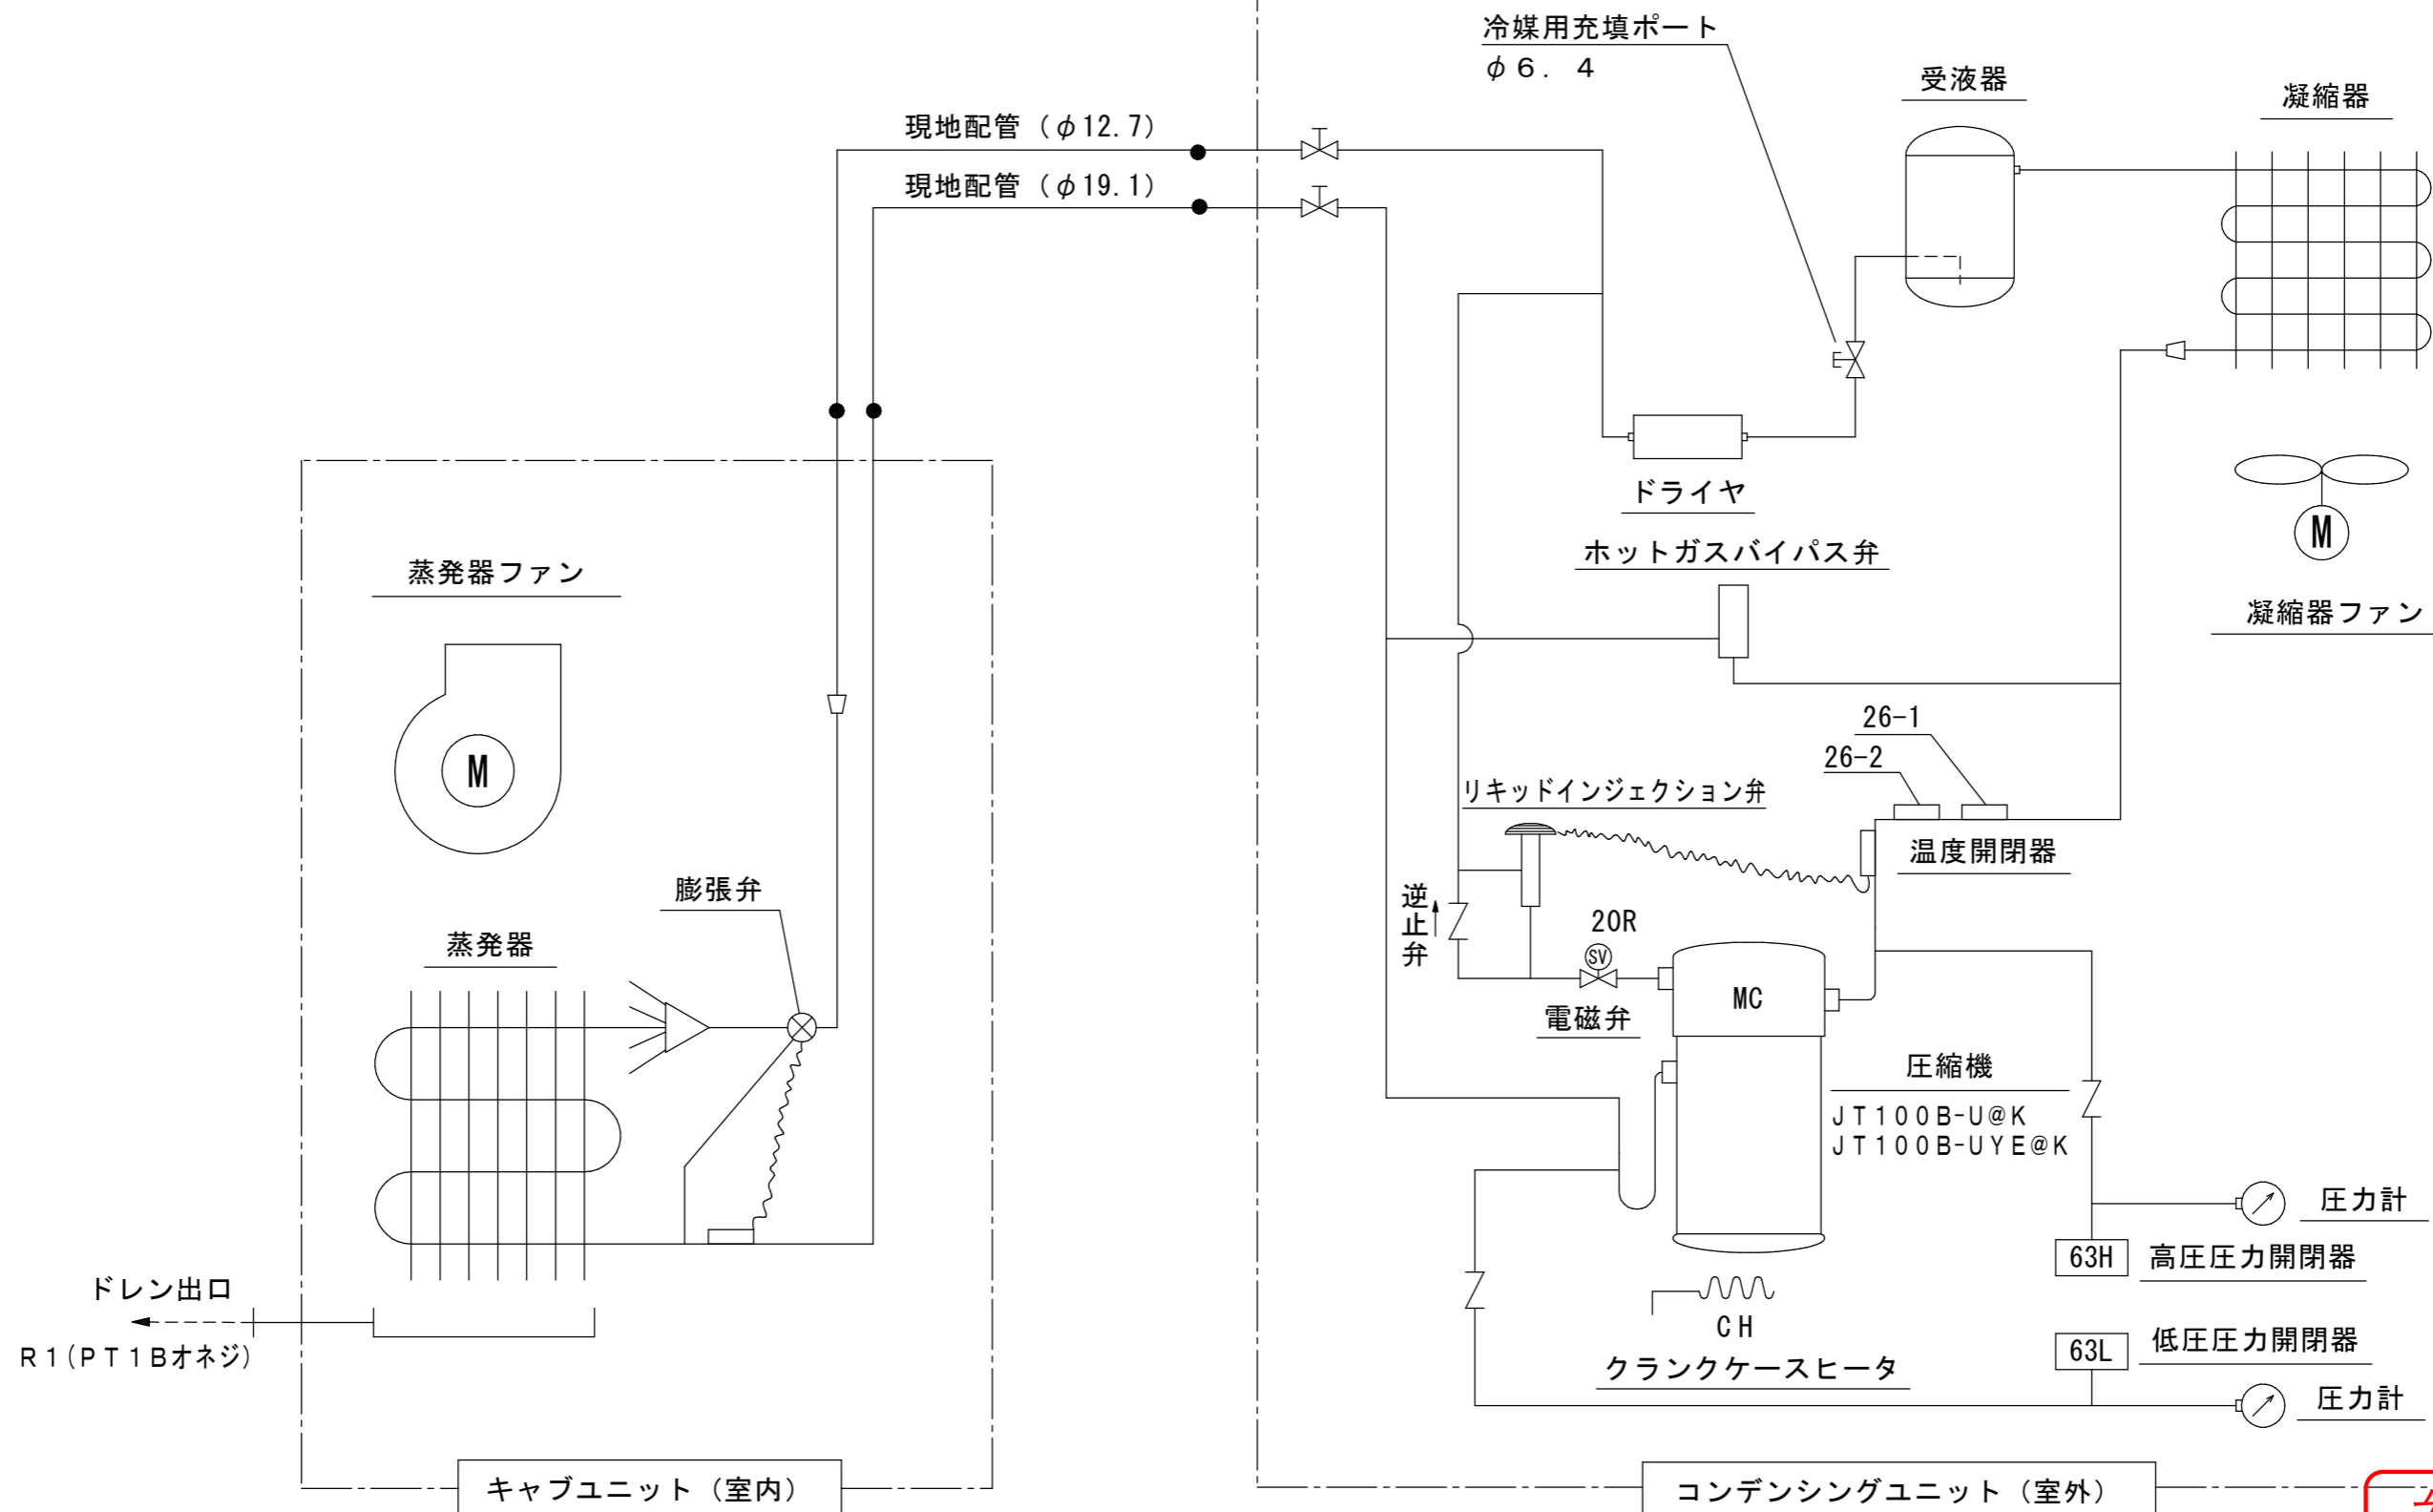 冷媒用充填ポート
φ6.4
受液器
凝縮器
現地配管（φ12.7）
現地配管（φ19.1）
ドライヤ
ホットガスバイパス弁
M
凝縮器ファン
蒸発器ファン
M
26-1
26-2
リキッドインジェクション弁
温度開閉器
膨張弁
逆止弁
20R
SV
蒸発器
MC
電磁弁
圧縮機
JT100B-U@K
JT100B-UYE@K
圧力計
63H
高圧圧力開閉器
ドレン出口
R1(PT1Bオネジ)
CH
クランクケースヒータ
63L
低圧圧力開閉器
圧力計
キャブユニット（室内）
コンデンシングユニット（室外）